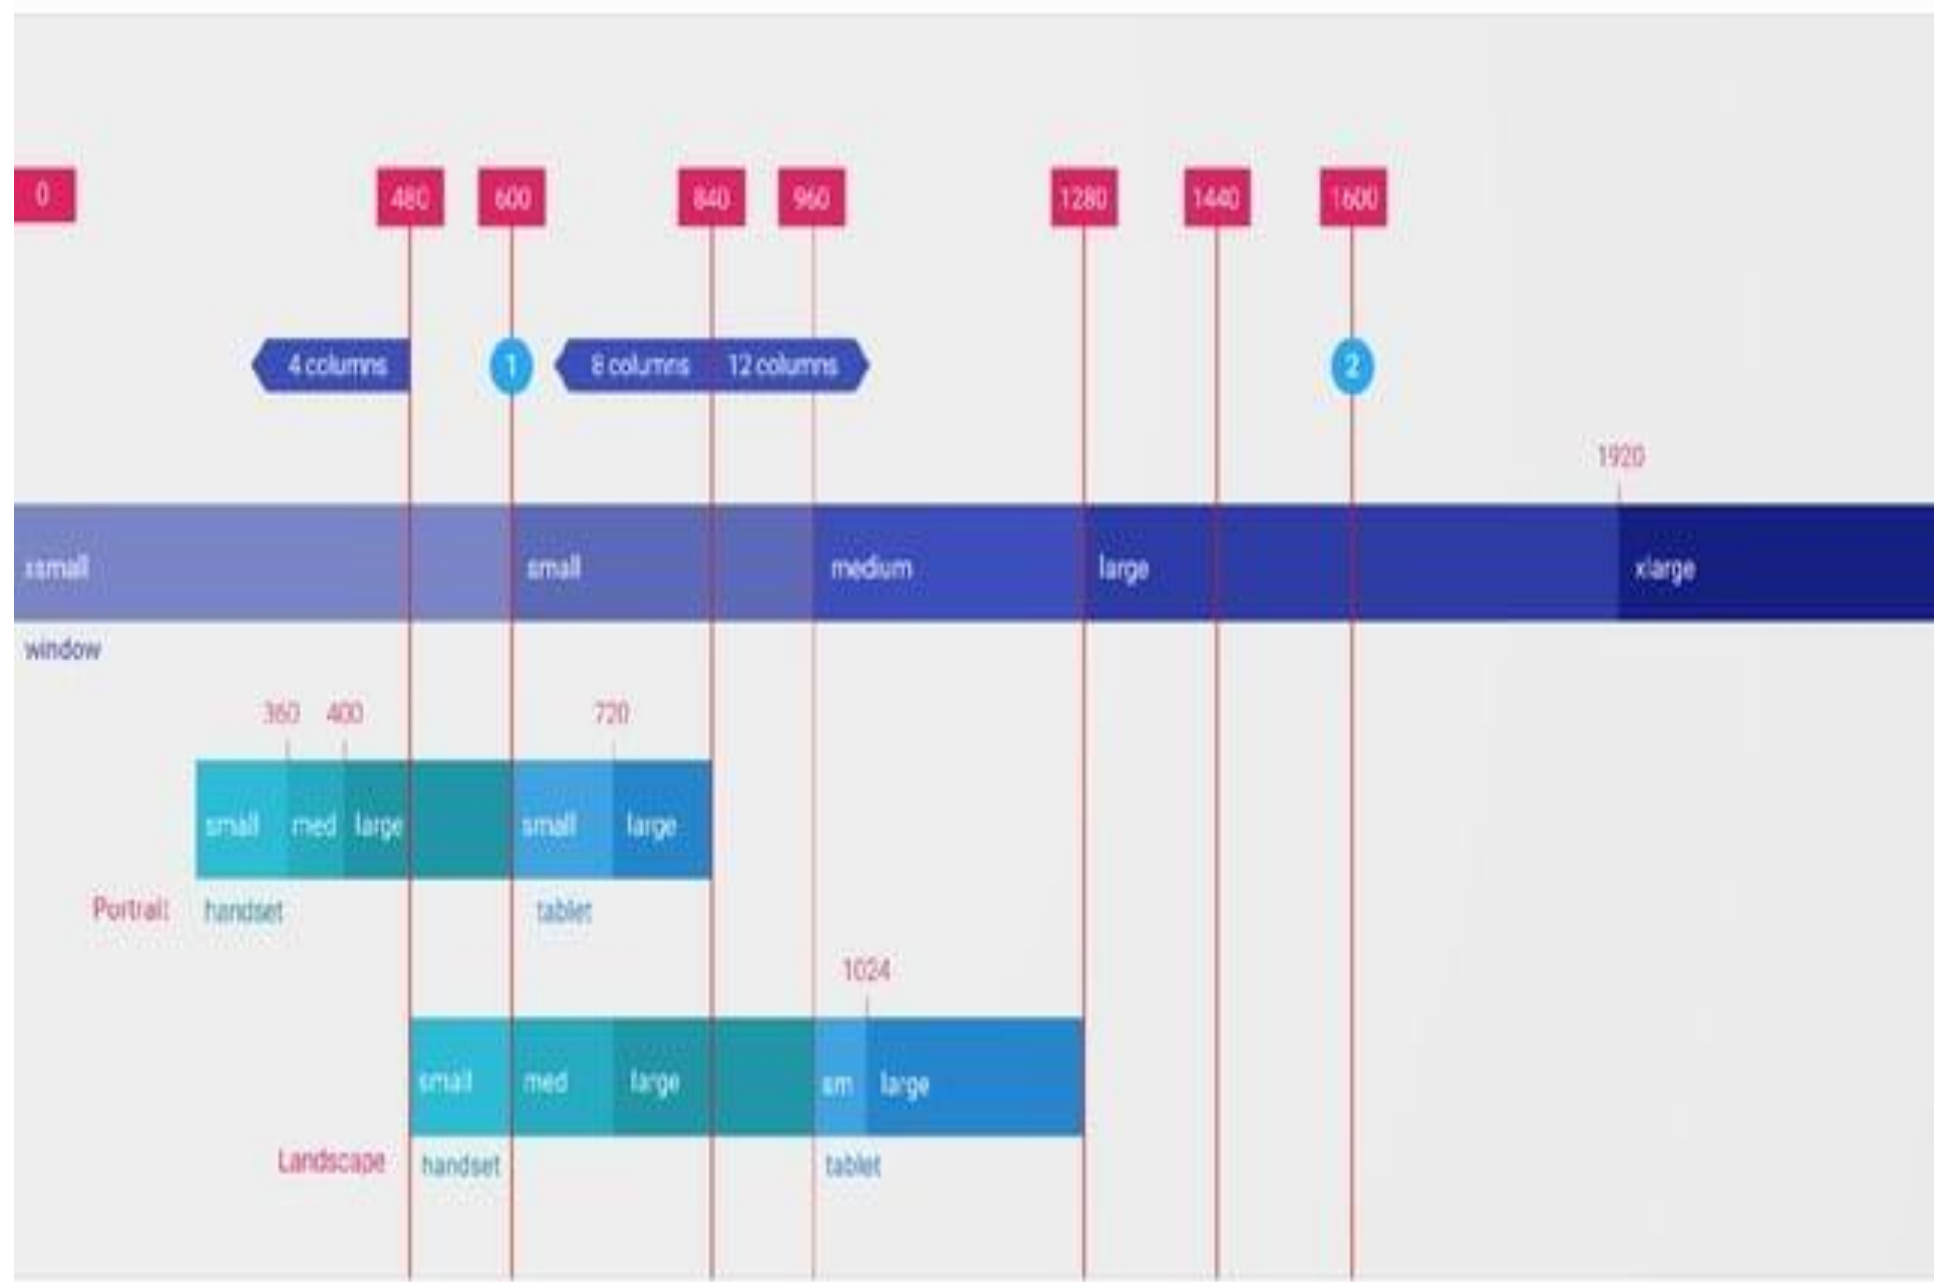 0 480 600 840 960 1280 1440 1600
4 columns 1 8 columns 12 columns 2
1920
xsmall small medium large xlarge
window
360 400 720
small med large small large
Portrait handset tablet
1024
small med large sm large
Landscape handset tablet